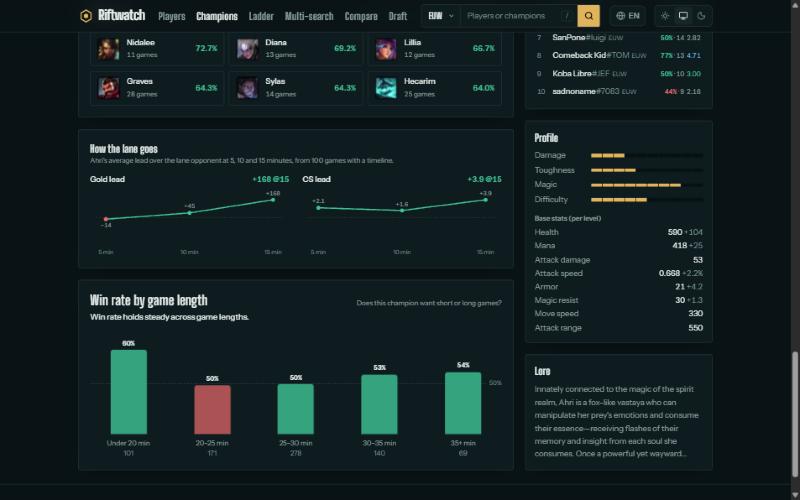 Riftwatch Players Champions Ladder Multi-search Compare Draft EUW Players or champions / EN
Nidalee 11 games 72.7%
Diana 13 games 69.2%
Lillia 12 games 66.7%
Graves 28 games 64.3%
Sylas 14 games 64.3%
Hecarim 25 games 64.0%
How the lane goes
Ahri's average lead over the lane opponent at 5, 10 and 15 minutes, from 100 games with a timeline.
Gold lead +168 @15
−14 +45 +168
5 min 10 min 15 min
CS lead +3.9 @15
+2.1 +1.6 +3.9
5 min 10 min 15 min
Win rate by game length
Does this champion want short or long games?
Win rate holds steady across game lengths.
60% 50% 50% 53% 54%
50%
Under 20 min 20–25 min 25–30 min 30–35 min 35+ min
101 171 278 140 69
7 SanPone#luigi EUW 50% 14 2.82
8 Comeback Kid#TOM EUW 77% 13 4.71
9 Koba Libre#JEF EUW 50% 10 3.00
10 sadnoname#7083 EUW 44% 9 2.18
Profile
Damage
Toughness
Magic
Difficulty
Base stats (per level)
Health 590 +104
Mana 418 +25
Attack damage 53
Attack speed 0.668 +2.2%
Armor 21 +4.2
Magic resist 30 +1.3
Move speed 330
Attack range 550
Lore
Innately connected to the magic of the spirit
realm, Ahri is a fox-like vastaya who can
manipulate her prey's emotions and consume
their essence—receiving flashes of their
memory and insight from each soul she
consumes. Once a powerful yet wayward...